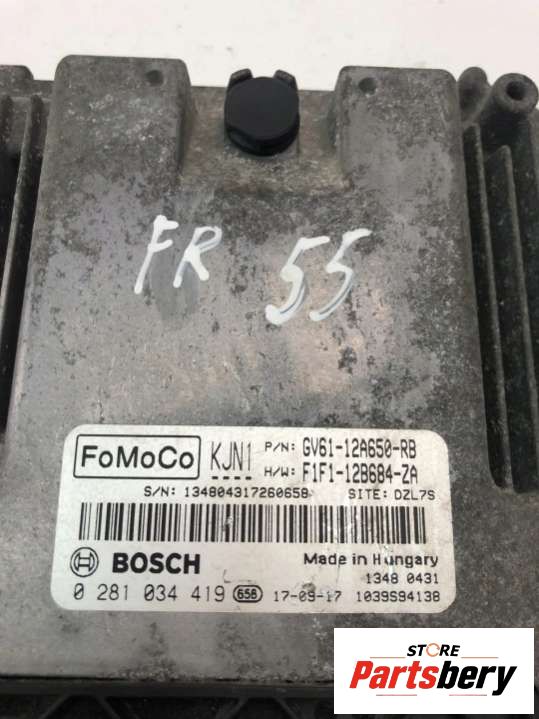 FR 55
FoMoCo KJN1 P/N: GV61-12A650-RB
H/W: F1F1-12B684-ZA
S/N: 134804317260658 SITE: DZL7S
BOSCH Made in Hungary
1348 0431
0 281 034 419 658 17-09-17 1039S94138
STORE
Partsbery